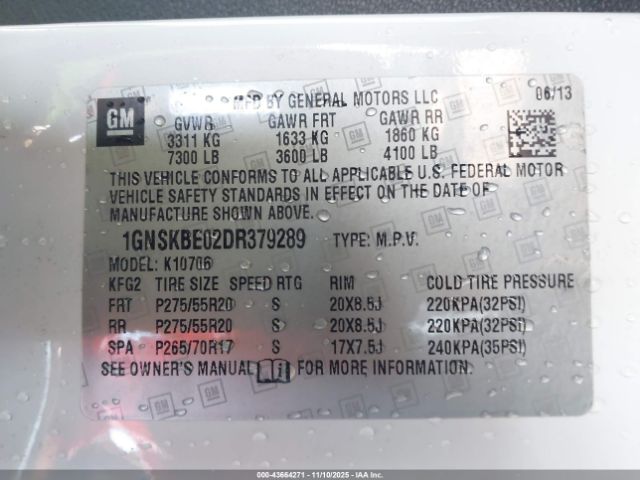 GM
MFD BY GENERAL MOTORS LLC
06/13
GVWR GAWR FRT GAWR RR
3311 KG 1633 KG 1860 KG
7300 LB 3600 LB 4100 LB
THIS VEHICLE CONFORMS TO ALL APPLICABLE U.S. FEDERAL MOTOR
VEHICLE SAFETY STANDARDS IN EFFECT ON THE DATE OF
MANUFACTURE SHOWN ABOVE.
1GNSKBE02DR379289 TYPE: M.P.V.
MODEL: K10706
KFG2 TIRE SIZE SPEED RTG RIM COLD TIRE PRESSURE
FRT P275/55R20 S 20X8.5J 220KPA(32PSI)
RR P275/55R20 S 20X8.5J 220KPA(32PSI)
SPA P265/70R17 S 17X7.5J 240KPA(35PSI)
SEE OWNER'S MANUAL FOR MORE INFORMATION.
000-43664271 - 11/10/2025 - IAAI.COM